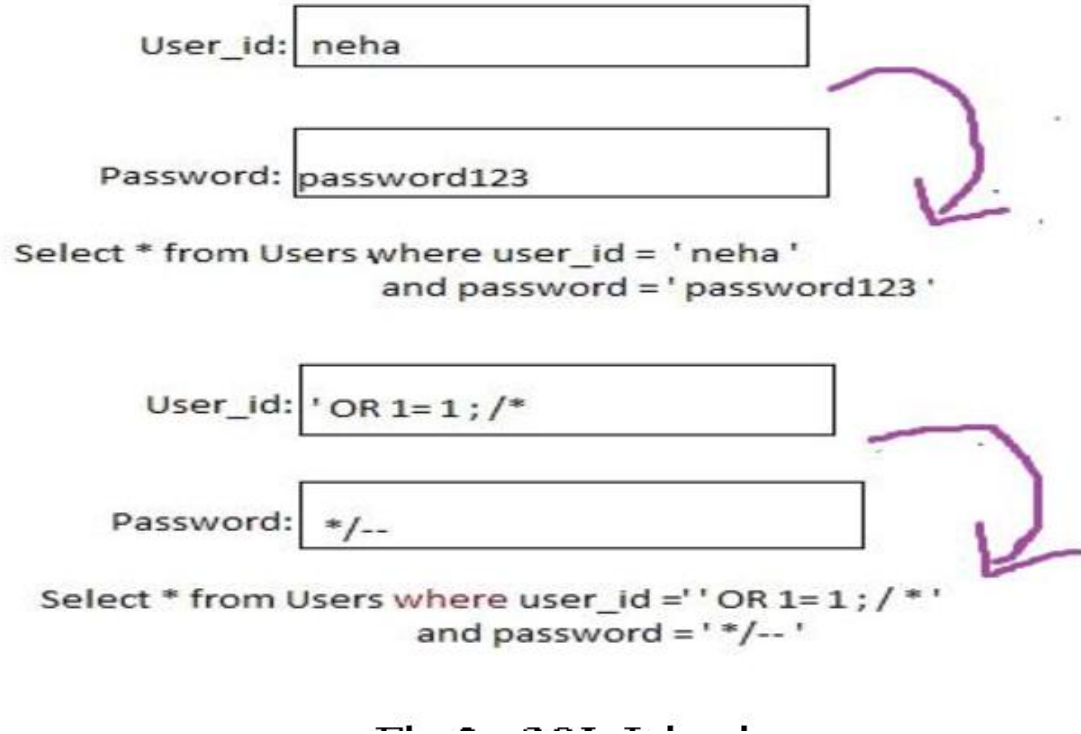 User_id: neha
Password: password123
Select * from Users where user_id = ' neha '
and password = ' password123 '
User_id: ' OR 1= 1 ; /*
Password: */--
Select * from Users where user_id =' ' OR 1= 1 ; / * '
and password = ' */-- '